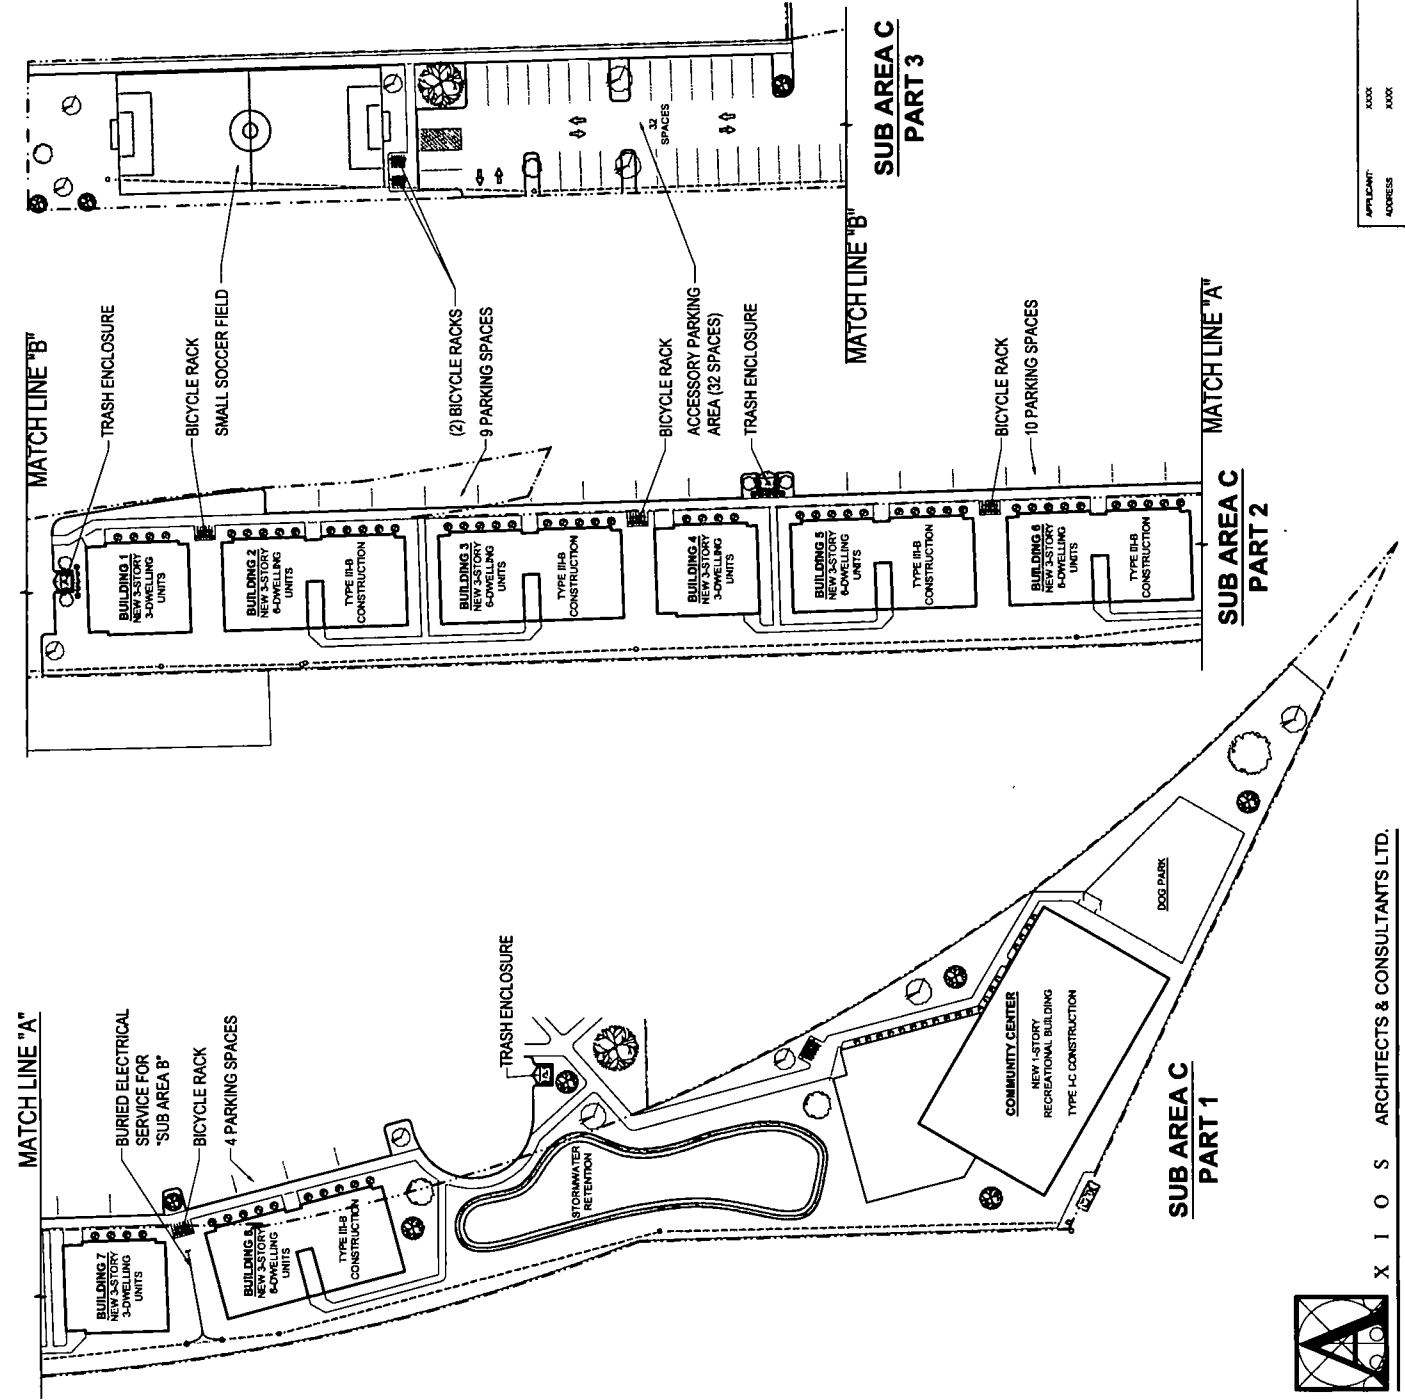 MATCH LINE "A"
BURIED ELECTRICAL
SERVICE FOR
"SUB AREA B"
BICYCLE RACK
4 PARKING SPACES
TRASH ENCLOSURE
BUILDING 7
NEW 3-STORY
3-DWELLING
UNITS
BUILDING 8
NEW 3-STORY
6-DWELLING
UNITS
TYPE III-B
CONSTRUCTION
STORMWATER
RETENTION
COMMUNITY CENTER
NEW 1-STORY
RECREATIONAL BUILDING
TYPE I-C CONSTRUCTION
DOG PARK
SUB AREA C
PART 1
MATCH LINE "B"
TRASH ENCLOSURE
BICYCLE RACK
SMALL SOCCER FIELD
(2) BICYCLE RACKS
9 PARKING SPACES
BICYCLE RACK
ACCESSORY PARKING
AREA (32 SPACES)
TRASH ENCLOSURE
BICYCLE RACK
10 PARKING SPACES
MATCH LINE "A"
BUILDING 1
NEW 3-STORY
3-DWELLING
UNITS
BUILDING 2
NEW 3-STORY
6-DWELLING
UNITS
TYPE III-B
CONSTRUCTION
BUILDING 3
NEW 3-STORY
6-DWELLING
UNITS
TYPE III-B
CONSTRUCTION
BUILDING 4
NEW 3-STORY
3-DWELLING
UNITS
BUILDING 5
NEW 3-STORY
6-DWELLING
UNITS
TYPE III-B
CONSTRUCTION
BUILDING 6
NEW 3-STORY
6-DWELLING
UNITS
TYPE III-B
CONSTRUCTION
SUB AREA C
PART 2
32
SPACES
MATCH LINE "B"
SUB AREA C
PART 3
A
X I O S ARCHITECTS & CONSULTANTS LTD.
APPLICANT: XXXX
ADDRESS XXXX